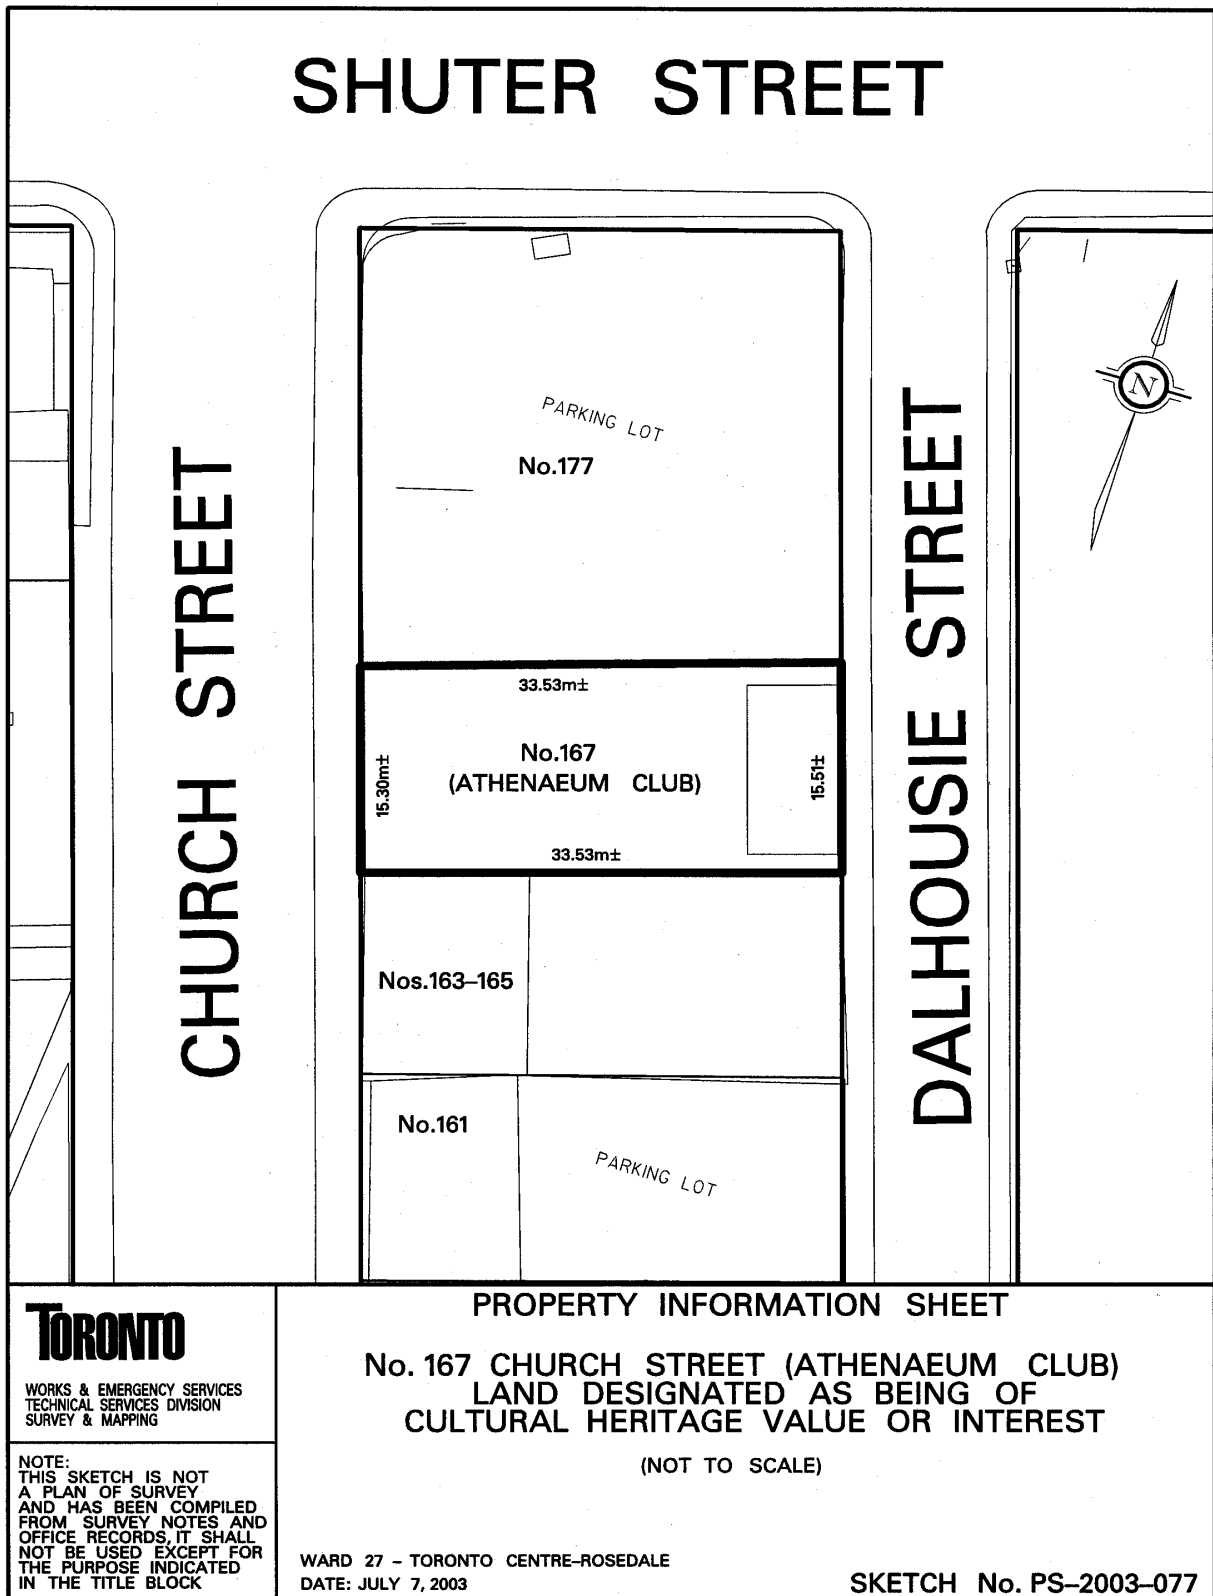 SHUTER STREET
CHURCH STREET
DALHOUSIE STREET
N
PARKING LOT
No.177
33.53m±
15.30m±
No.167
(ATHENAEUM CLUB)
15.51±
33.53m±
Nos.163–165
No.161
PARKING LOT
TORONTO
WORKS & EMERGENCY SERVICES
TECHNICAL SERVICES DIVISION
SURVEY & MAPPING
NOTE:
THIS SKETCH IS NOT
A PLAN OF SURVEY
AND HAS BEEN COMPILED
FROM SURVEY NOTES AND
OFFICE RECORDS, IT SHALL
NOT BE USED EXCEPT FOR
THE PURPOSE INDICATED
IN THE TITLE BLOCK
PROPERTY INFORMATION SHEET
No. 167 CHURCH STREET (ATHENAEUM CLUB)
LAND DESIGNATED AS BEING OF
CULTURAL HERITAGE VALUE OR INTEREST
(NOT TO SCALE)
WARD 27 – TORONTO CENTRE–ROSEDALE
DATE: JULY 7, 2003
SKETCH No. PS–2003–077